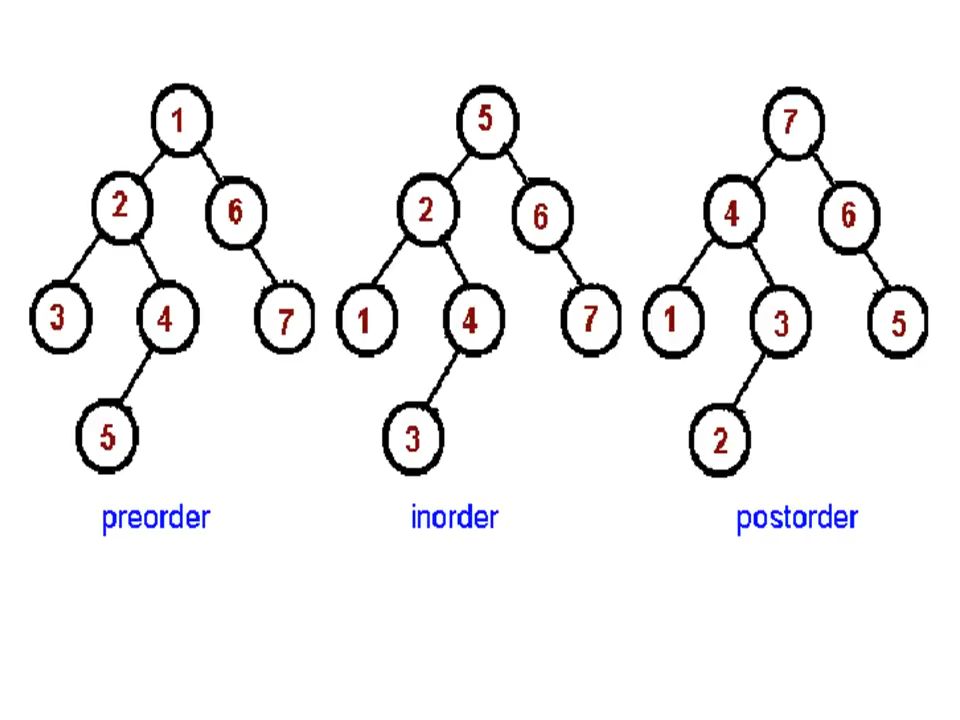 1 5 7
2 6 2 6 4 6
3 4 7 1 4 7 1 3 5
5 3 2
preorder inorder postorder